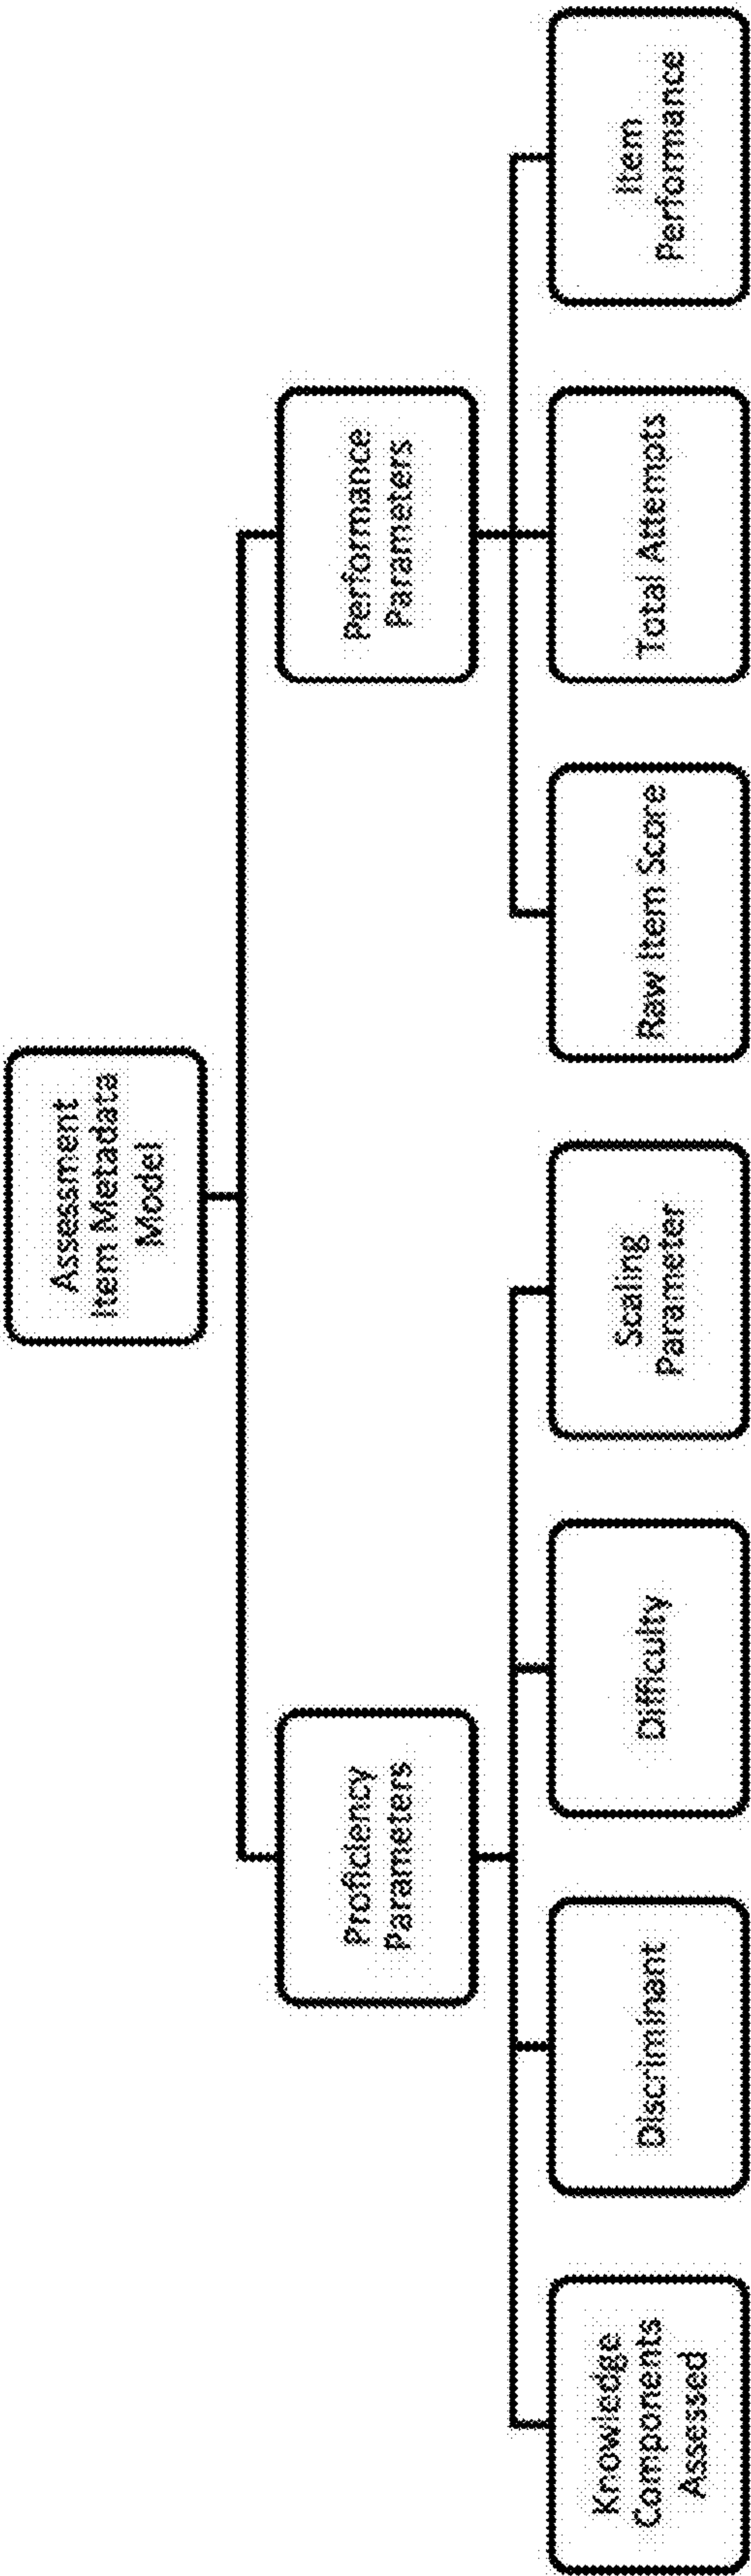 Assessment
Item Metadata
Model
Proficiency
Parameters
Performance
Parameters
Knowledge
Components
Assessed
Discriminant
Difficulty
Scaling
Parameter
Raw Item Score
Total Attempts
Item
Performance